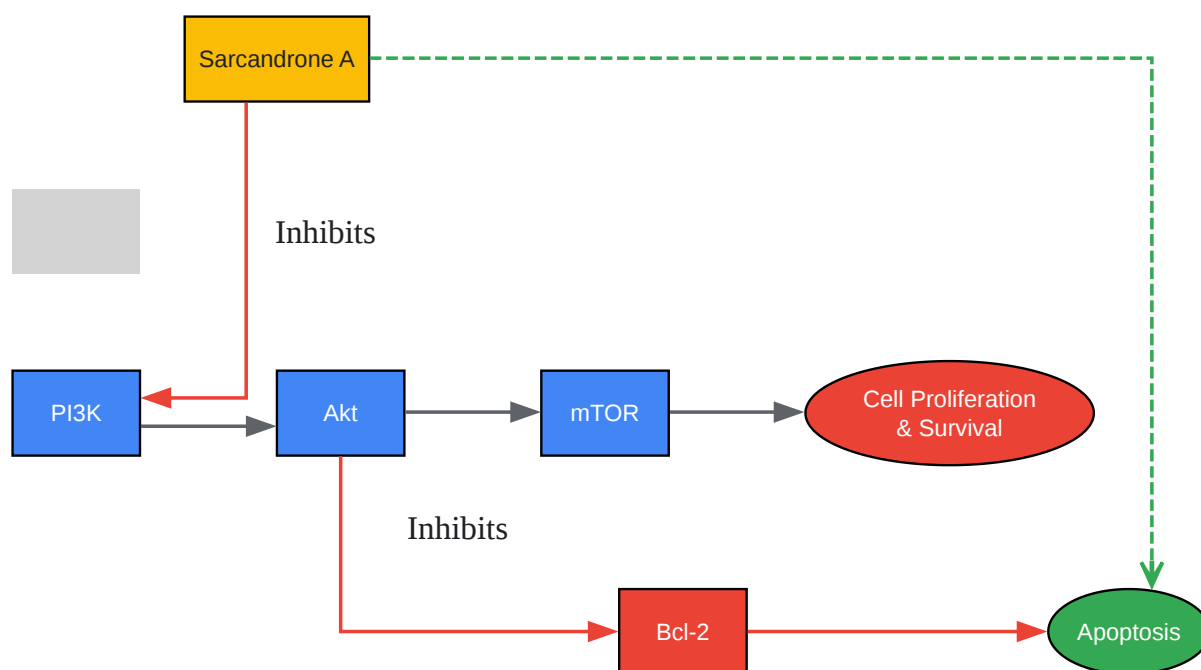 Sarcandrone A
Inhibits
PI3K
Akt
mTOR
Cell Proliferation
& Survival
Inhibits
Bcl-2
Apoptosis